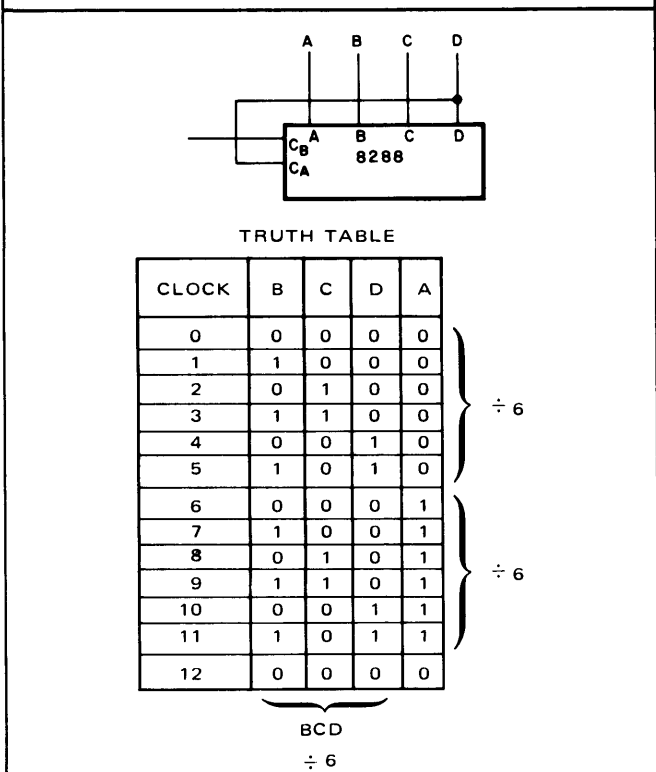 A B C D
A B C D
CB 8288
CA
TRUTH TABLE
CLOCK B C D A
0 0 0 0 0
1 1 0 0 0
2 0 1 0 0
3 1 1 0 0
÷ 6
4 0 0 1 0
5 1 0 1 0
6 0 0 0 1
7 1 0 0 1
8 0 1 0 1
÷ 6
9 1 1 0 1
10 0 0 1 1
11 1 0 1 1
12 0 0 0 0
BCD
÷ 6